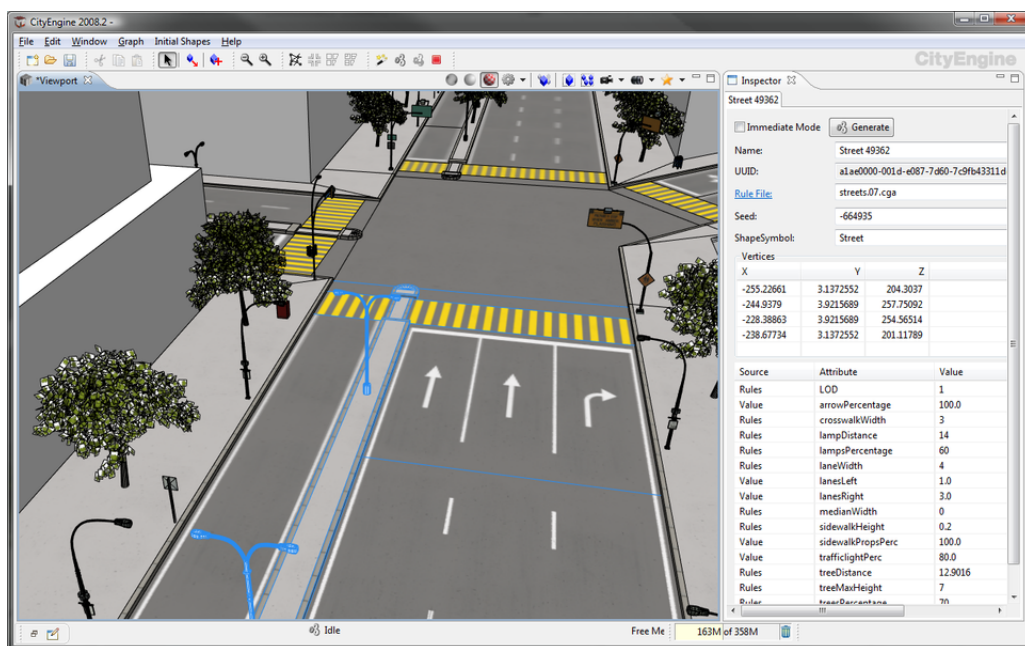 CityEngine 2008.2 -
File Edit Window Graph Initial Shapes Help
CityEngine
*Viewport
Inspector
Street 49362
Immediate Mode Generate
Name: Street 49362
UUID: a1ae0000-001d-e087-7d60-7c9fb43311d
Rule File: streets.07.cga
Seed: -664935
ShapeSymbol: Street
Vertices
X Y Z
-255.22661 3.1372552 204.3037
-244.9379 3.9215689 257.75092
-228.38863 3.9215689 254.56514
-238.67734 3.1372552 201.11789
Source Attribute Value
Rules LOD 1
Value arrowPercentage 100.0
Rules crosswalkWidth 3
Rules lampDistance 14
Rules lampsPercentage 60
Rules laneWidth 4
Value lanesLeft 1.0
Value lanesRight 3.0
Rules medianWidth 0
Rules sidewalkHeight 0.2
Value sidewalkPropsPerc 100.0
Value trafficlightPerc 80.0
Rules treeDistance 12.9016
Rules treeMaxHeight 7
Rules treesPercentage 70
Idle
Free Me 163M of 358M